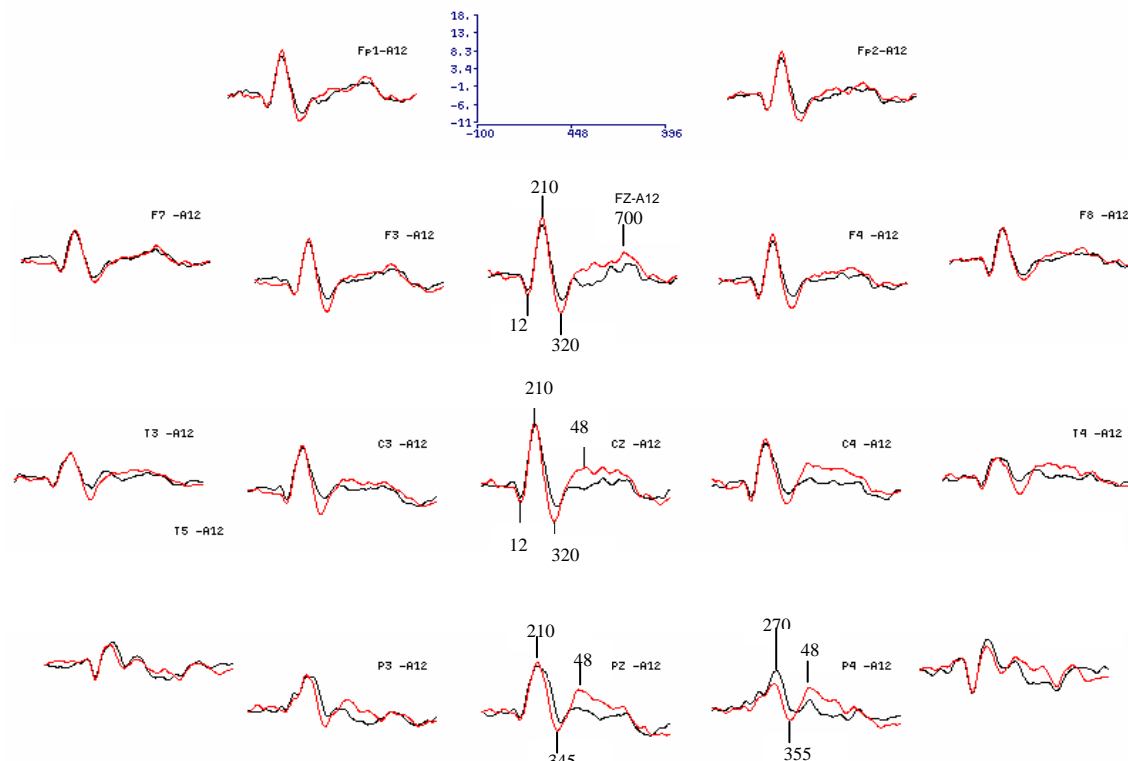 18.
13.
8.3
3.4
-1.1
-6.
-11
-100 448 996
Fp1-A12
Fp2-A12
F7 -A12
F3 -A12
210
FZ-A12
700
F4 -A12
F8 -A12
12
320
T3 -A12
C3 -A12
210
48
CZ -A12
C4 -A12
T4 -A12
T5 -A12
12
320
P3 -A12
210
48
PZ -A12
270
48
P4 -A12
345
355